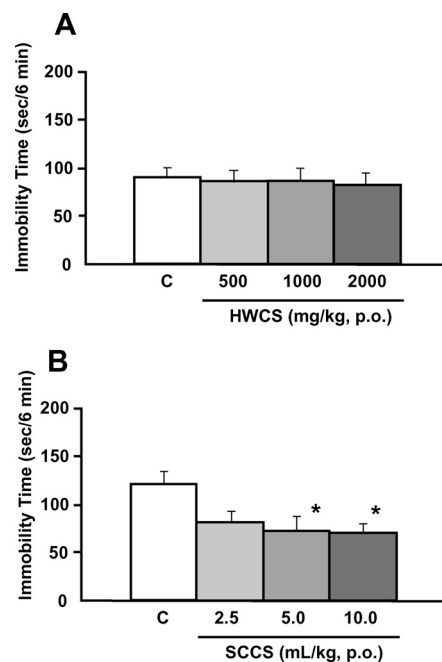 A
Immobility Time (sec/6 min)
200
150
100
50
0
C 500 1000 2000
HWCS (mg/kg, p.o.)
B
Immobility Time (sec/6 min)
200
150
100
50
0
* *
C 2.5 5.0 10.0
SCCS (mL/kg, p.o.)